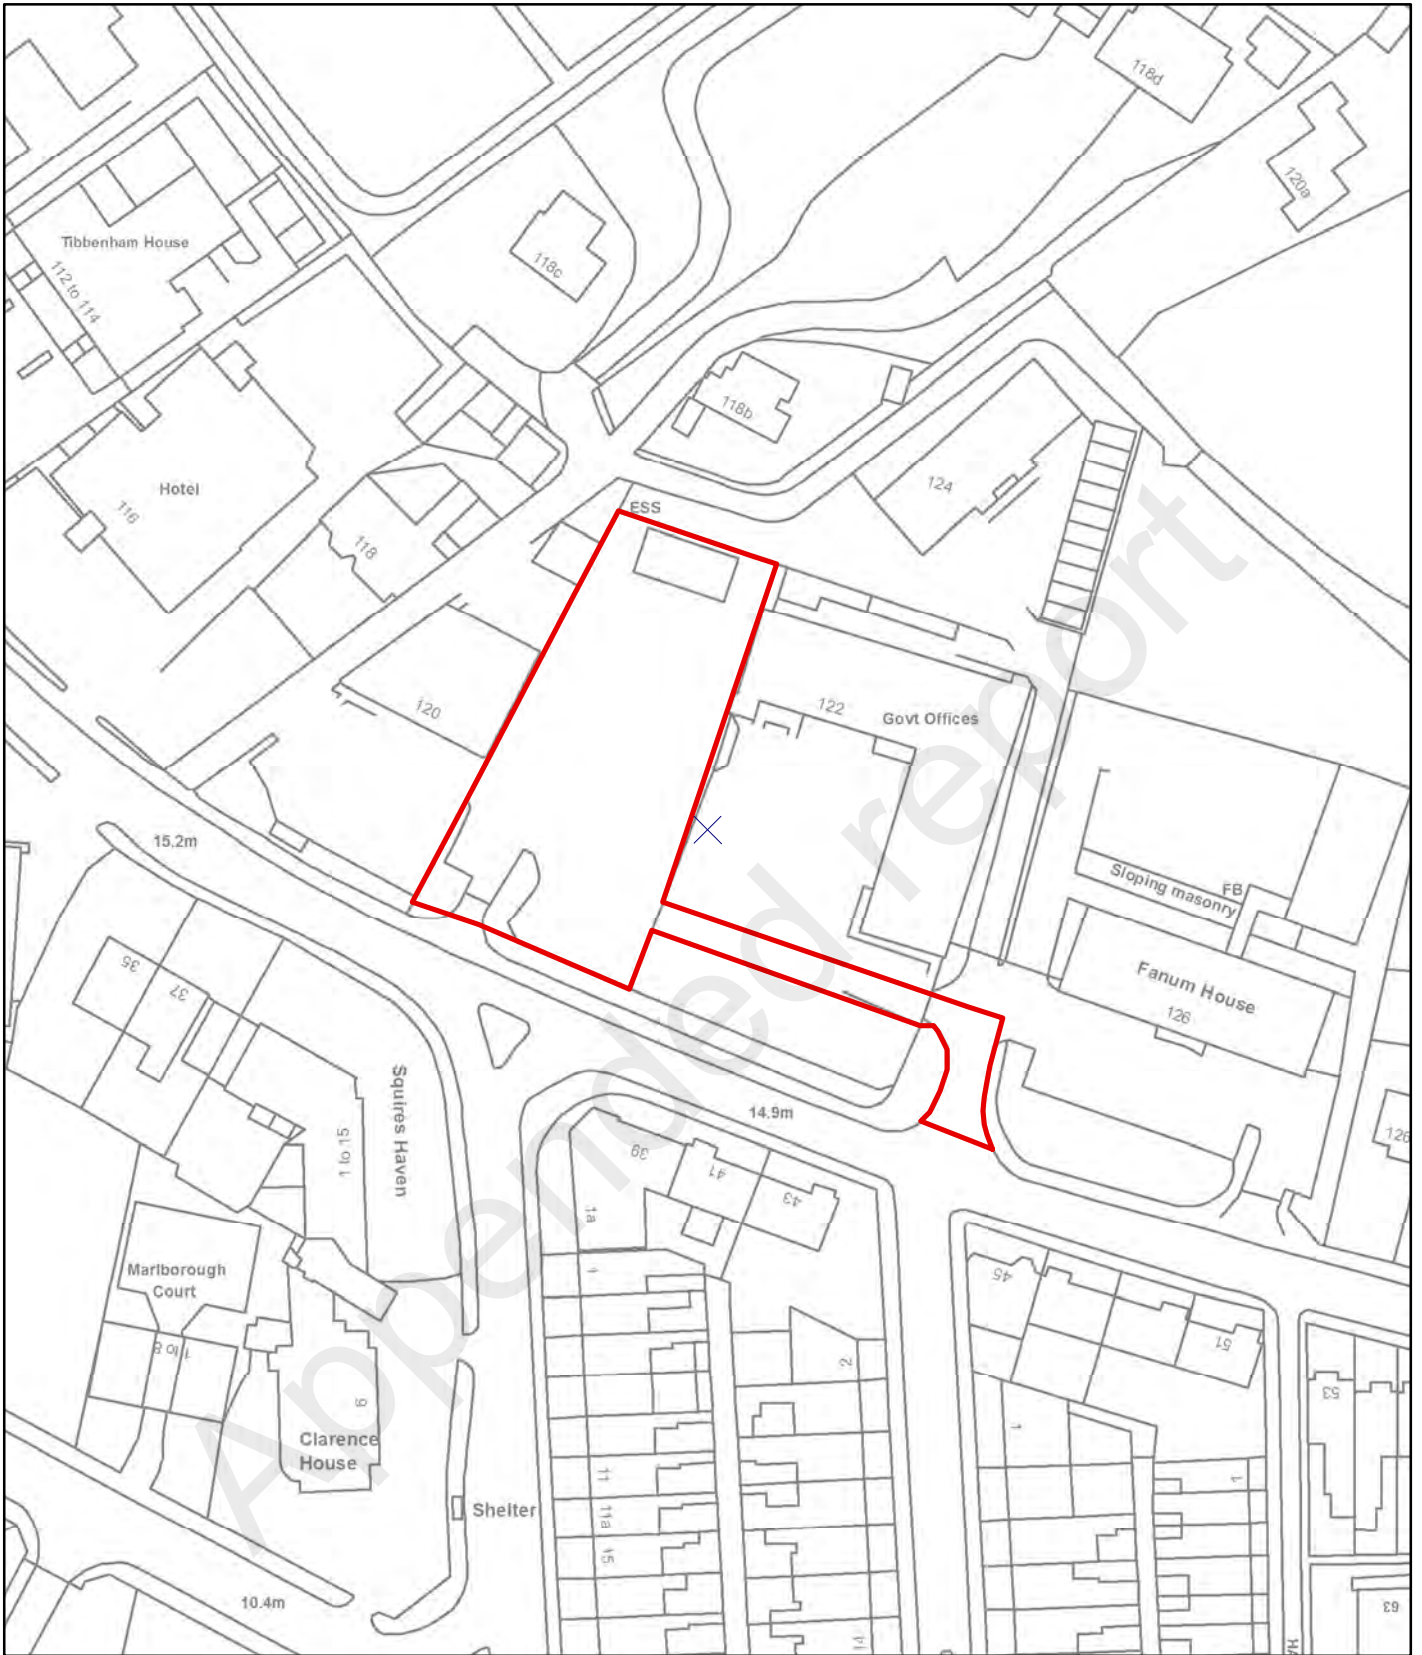 118d
120a
Tibbenham House
112 to 114
118c
118b
Hotel
116
118
ESS
124
120
122
Govt Offices
15.2m
Sloping masonry
FB
Fanum House
126
35
37
Squires Haven
1 to 15
14.9m
126
39
41
43
1a
1
Marlborough
Court
1 to 8
45
51
53
2
9
Clarence
House
1
1
11
11a
15
Shelter
10.4m
63
14
Appended report